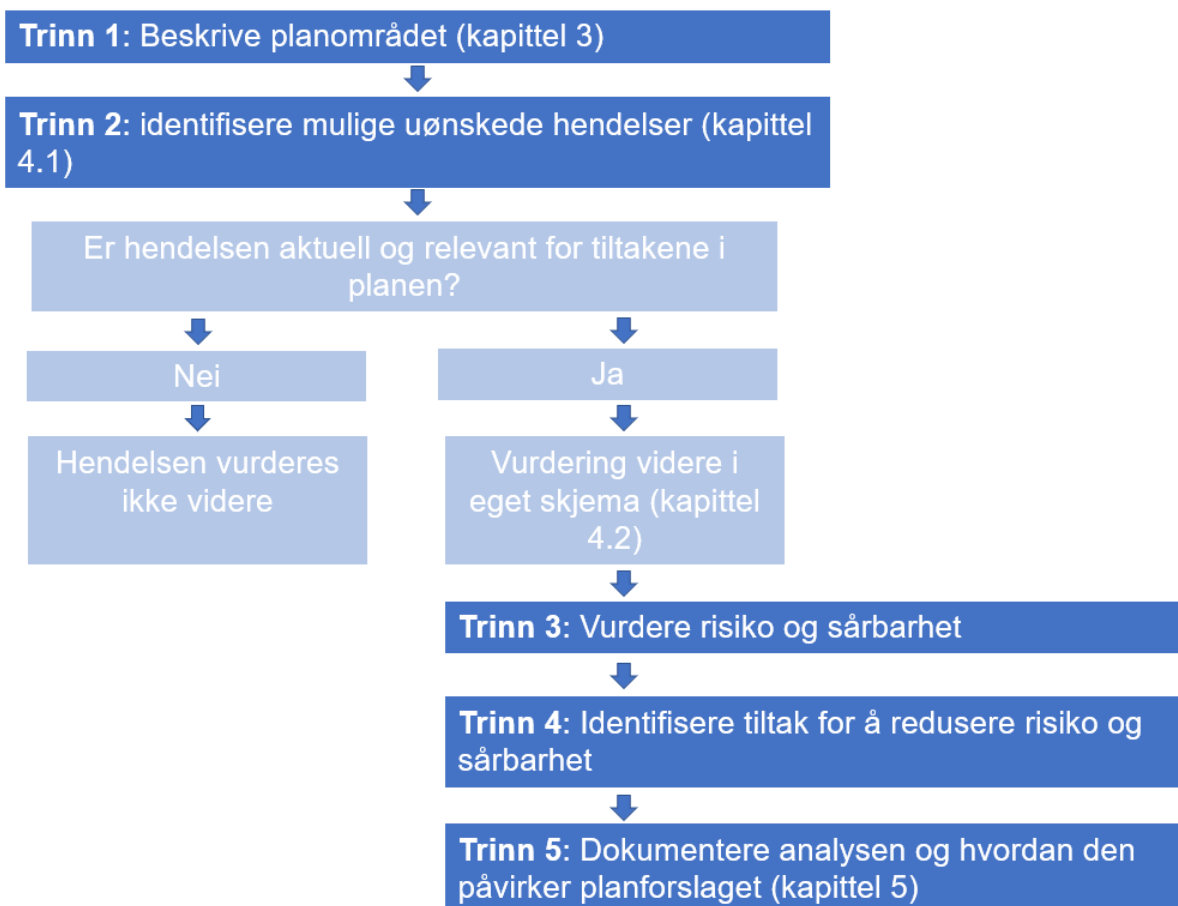 Trinn 1: Beskrive planområdet (kapittel 3)
Trinn 2: identifisere mulige uønskede hendelser (kapittel
4.1)
Er hendelsen aktuell og relevant for tiltakene i
planen?
Nei
Ja
Hendelsen vurderes
ikke videre
Vurdering videre i
eget skjema (kapittel
4.2)
Trinn 3: Vurdere risiko og sårbarhet
Trinn 4: Identifisere tiltak for å redusere risiko og
sårbarhet
Trinn 5: Dokumentere analysen og hvordan den
påvirker planforslaget (kapittel 5)